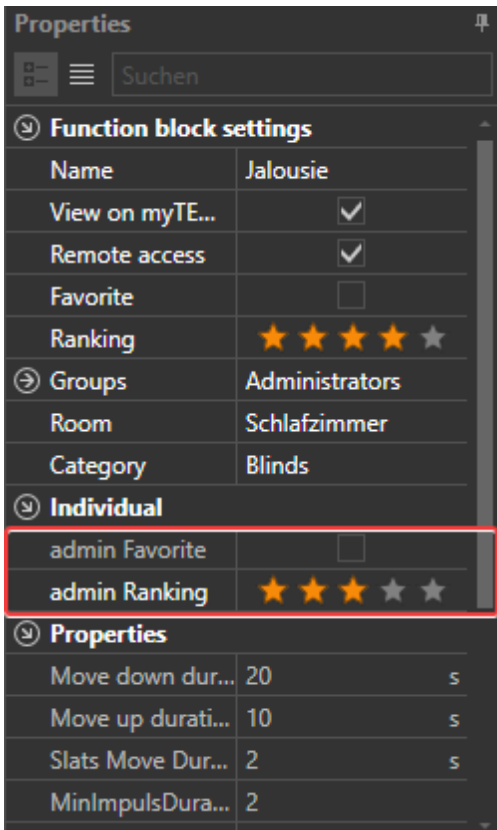 Properties
Suchen
Function block settings
Name Jalousie
View on myTE...
Remote access
Favorite
Ranking
Groups Administrators
Room Schlafzimmer
Category Blinds
Individual
admin Favorite
admin Ranking
Properties
Move down dur... 20 s
Move up durati... 10 s
Slats Move Dur... 2 s
MinImpulsDura... 2